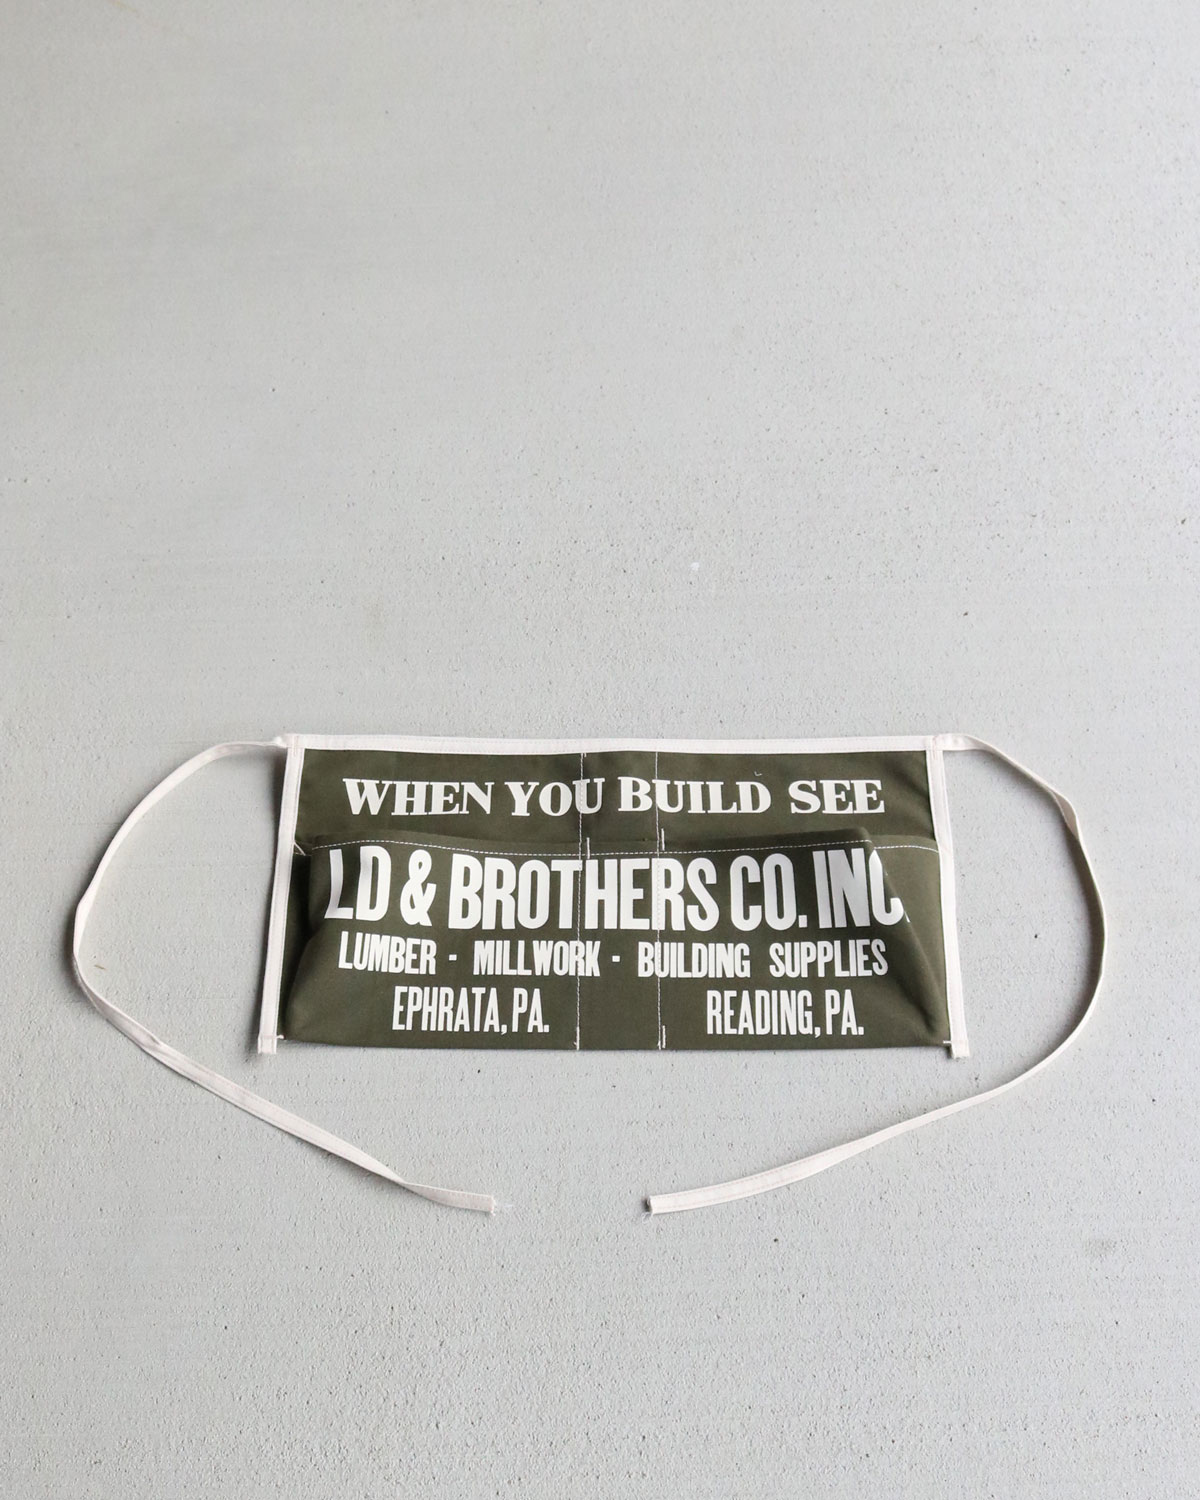 WHEN YOU BUILD SEE
LD & BROTHERS CO. INC.
LUMBER - MILLWORK - BUILDING SUPPLIES
EPHRATA, PA. READING, PA.